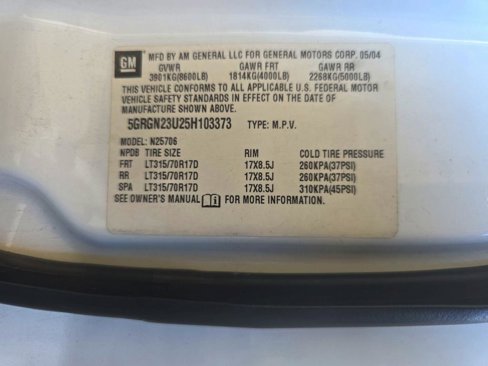 GM
MFD BY AM GENERAL LLC FOR GENERAL MOTORS CORP. 05/04
GVWR GAWR FRT GAWR RR
3901KG(8600LB) 1814KG(4000LB) 2268KG(5000LB)
THIS VEHICLE CONFORMS TO ALL APPLICABLE U.S. FEDERAL MOTOR
VEHICLE SAFETY STANDARDS IN EFFECT ON THE DATE OF
MANUFACTURE SHOWN ABOVE.
5GRGN23U25H103373 TYPE: M.P.V.
MODEL: N25706
NPDB TIRE SIZE RIM COLD TIRE PRESSURE
FRT LT315/70R17D 17X8.5J 260KPA(37PSI)
RR LT315/70R17D 17X8.5J 260KPA(37PSI)
SPA LT315/70R17D 17X8.5J 310KPA(45PSI)
SEE OWNER'S MANUAL FOR MORE INFORMATION.